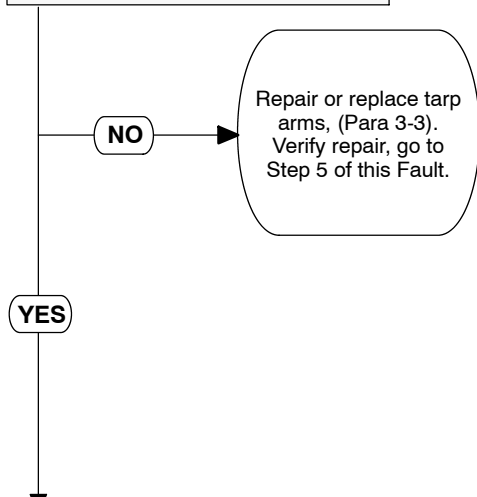 NO
Repair or replace tarp
arms, (Para 3-3).
Verify repair, go to
Step 5 of this Fault.
YES